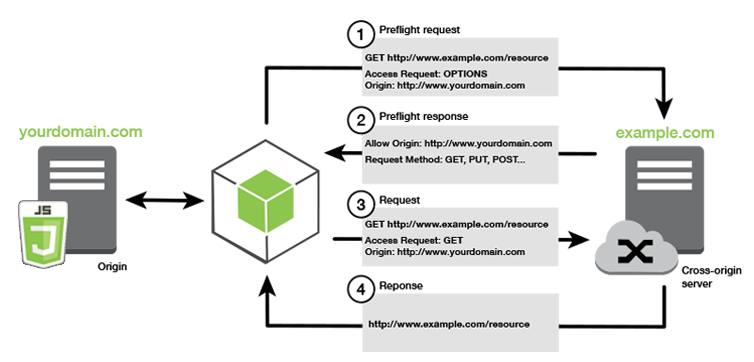 1 Preflight request
GET http://www.example.com/resource
Access Request: OPTIONS
Origin: http://www.yourdomain.com
2 Preflight response
yourdomain.com
example.com
Allow Origin: http://www.yourdomain.com
Request Method: GET, PUT, POST...
3 Request
JS
GET http://www.example.com/resource
Access Request: GET
Origin: http://www.yourdomain.com
Origin
Cross-origin
server
4 Reponse
http://www.example.com/resource